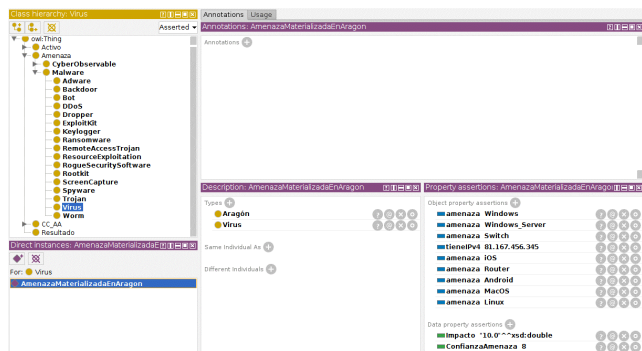 Class hierarchy: Virus
Asserted
owl:Thing
Activo
Amenaza
CyberObservable
Malware
Adware
Backdoor
Bot
DDoS
Dropper
ExploitKit
Keylogger
Ransomware
RemoteAccessTrojan
ResourceExploitation
RogueSecuritySoftware
Rootkit
ScreenCapture
Spyware
Trojan
Virus
Worm
CC_AA
Resultado
Direct instances: AmenazaMaterializadaE
For: Virus
AmenazaMaterializadaEnAragon
Annotations Usage
Annotations: AmenazaMaterializadaEnAragon
Annotations
Description: AmenazaMaterializadaEnAragon
Types
Aragón
Virus
Same Individual As
Different Individuals
Property assertions: AmenazaMaterializadaEnAragon
Object property assertions
amenaza Windows
amenaza Windows_Server
amenaza Switch
tieneIPv4 81.167.456.345
amenaza iOS
amenaza Router
amenaza Android
amenaza MacOS
amenaza Linux
Data property assertions
Impacto "10.0"^^xsd:double
ConfianzaAmenaza 8